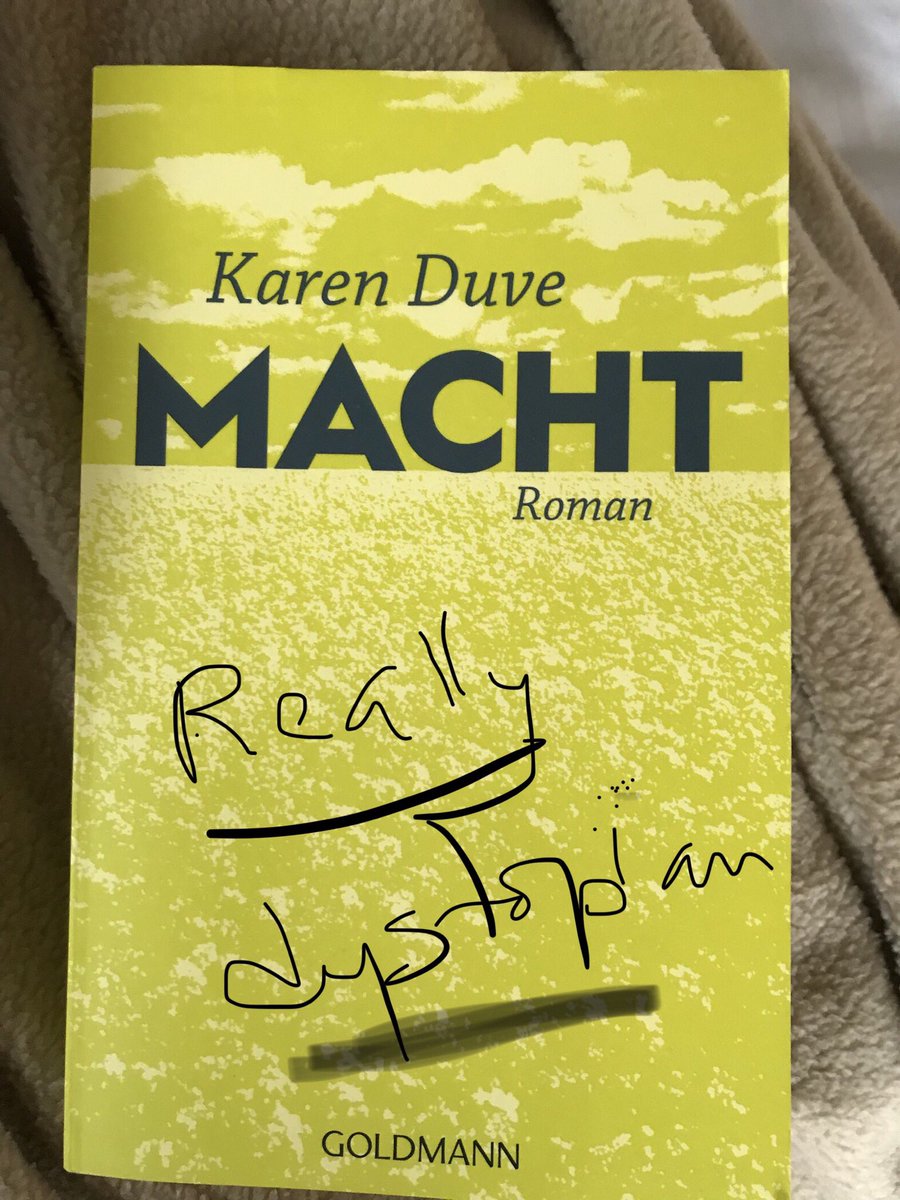 Karen Duve
MACHT
Roman
Really
dystopian
GOLDMANN